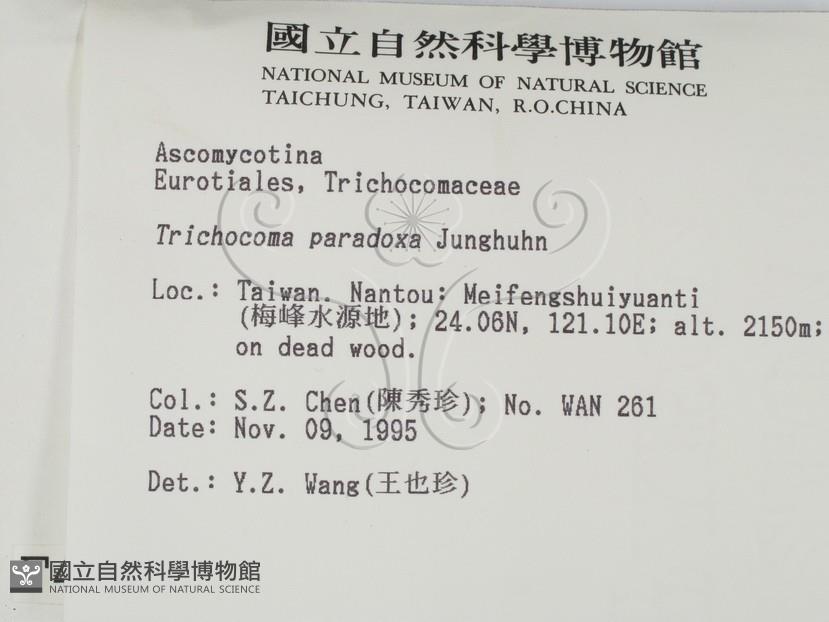 國立自然科學博物館
NATIONAL MUSEUM OF NATURAL SCIENCE
TAICHUNG, TAIWAN, R.O.CHINA
Ascomycotina
Eurotiales, Trichocomaceae
Trichocoma paradoxa Junghuhn
Loc.: Taiwan. Nantou: Meifengshuiyuanti
(梅峰水源地); 24.06N, 121.10E; alt. 2150m;
on dead wood.
Col.: S.Z. Chen(陳秀珍); No. WAN 261
Date: Nov. 09, 1995
Det.: Y.Z. Wang(王也珍)
國立自然科學博物館
NATIONAL MUSEUM OF NATURAL SCIENCE